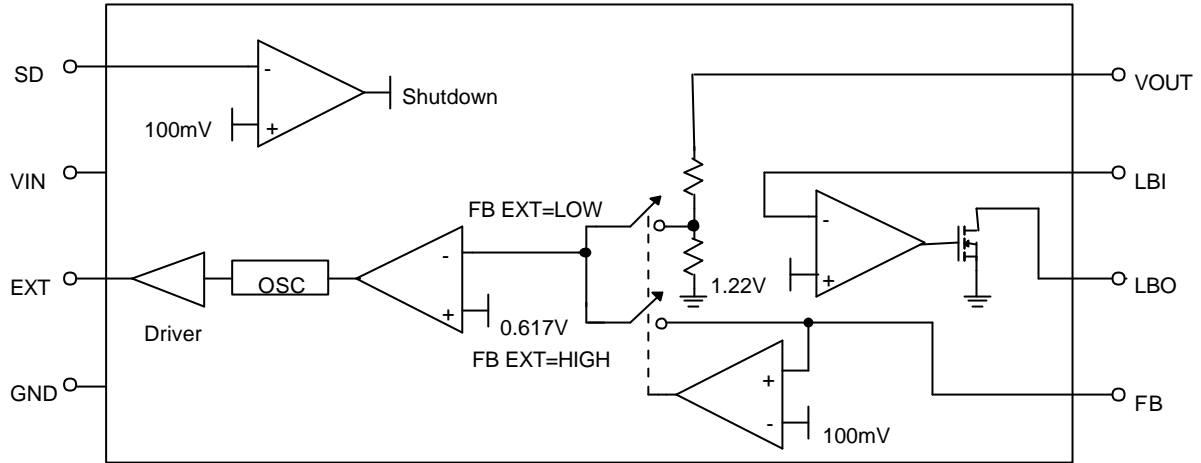 SD
-
+
100mV
Shutdown
VOUT
VIN
LBI
FB EXT=LOW
-
+
EXT
OSC
Driver
-
+
0.617V
1.22V
LBO
FB EXT=HIGH
GND
+
-
100mV
FB